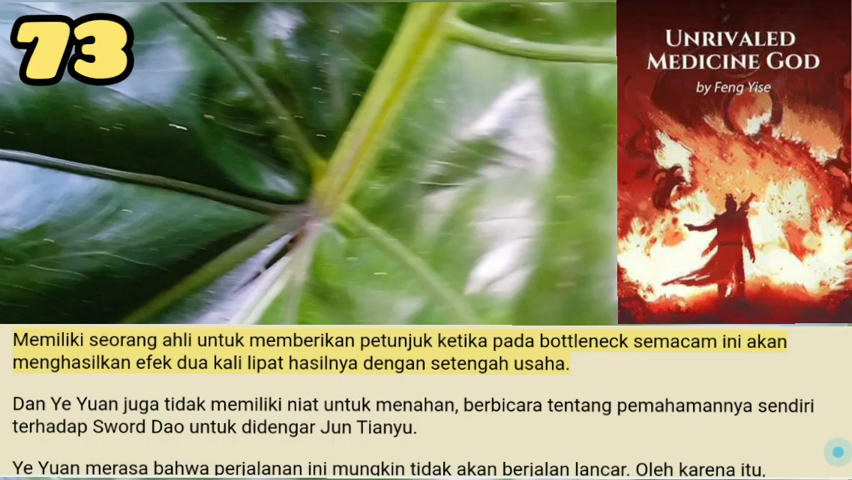 73
UNRIVALED
MEDICINE GOD
by Feng Yise
Memiliki seorang ahli untuk memberikan petunjuk ketika pada bottleneck semacam ini akan
menghasilkan efek dua kali lipat hasilnya dengan setengah usaha.
Dan Ye Yuan juga tidak memiliki niat untuk menahan, berbicara tentang pemahamannya sendiri
terhadap Sword Dao untuk didengar Jun Tianyu.
Ye Yuan merasa bahwa perjalanan ini mungkin tidak akan berjalan lancar. Oleh karena itu,